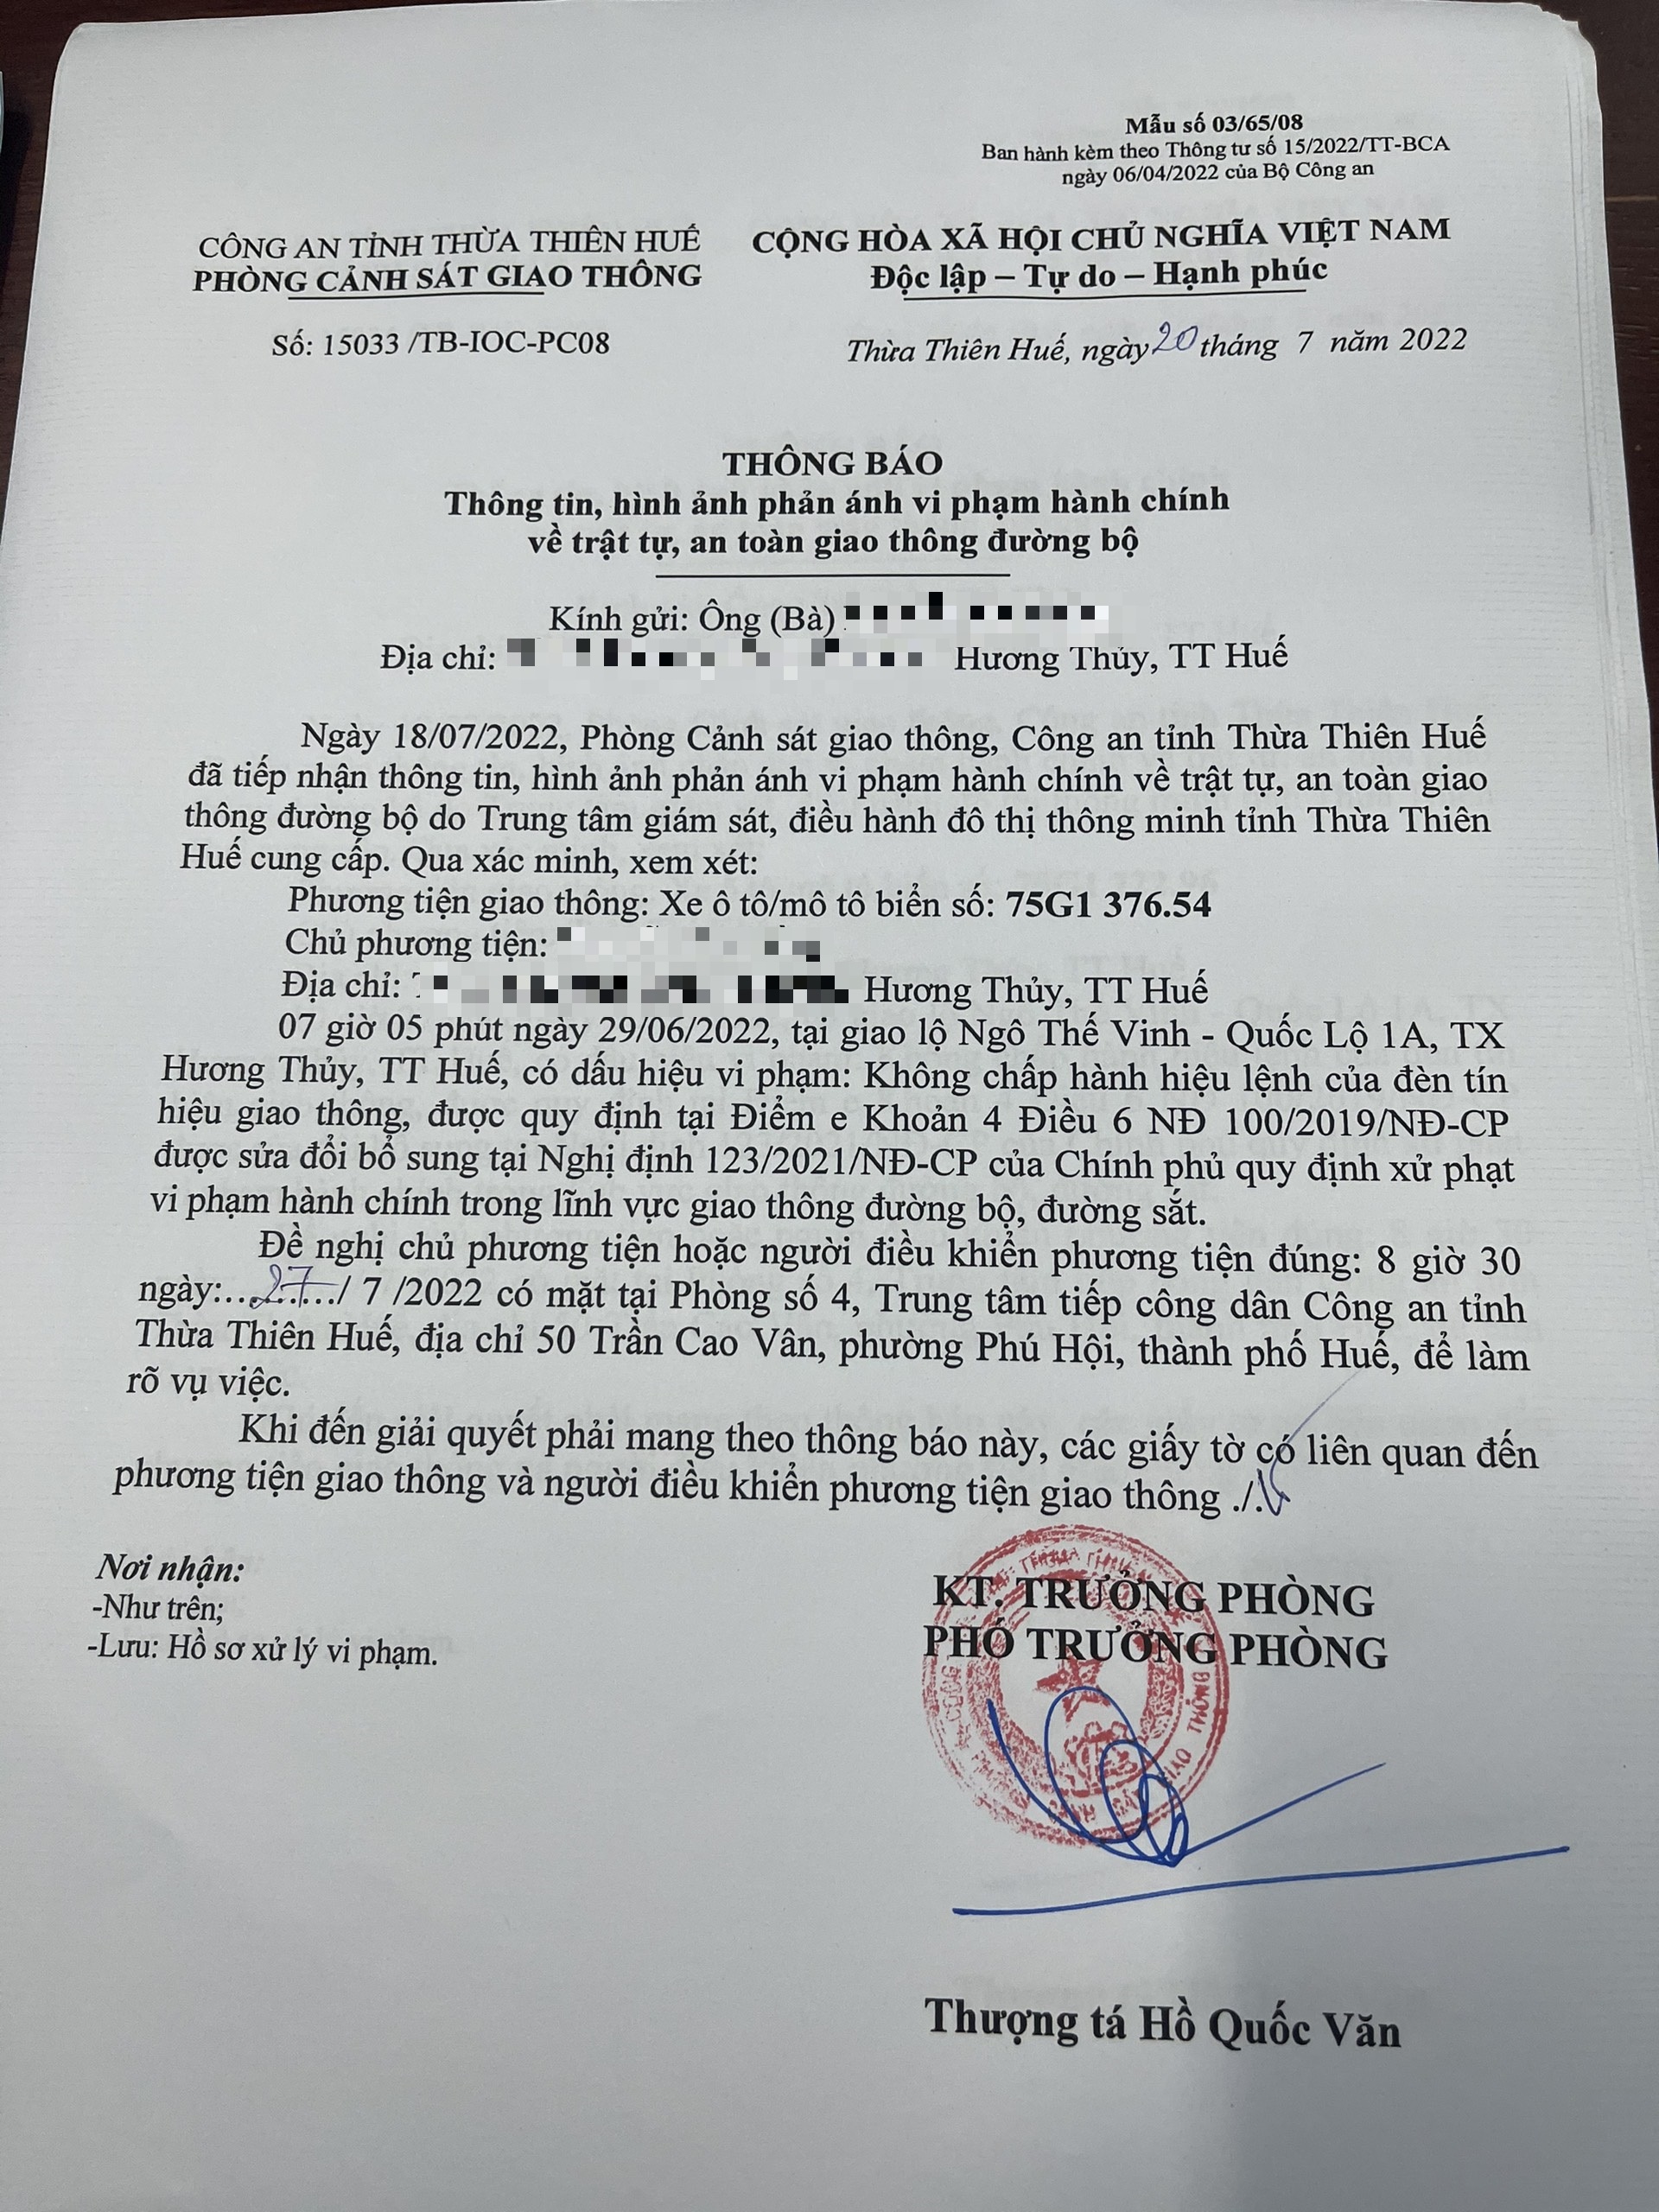 Mẫu số 03/65/08
Ban hành kèm theo Thông tư số 15/2022/TT-BCA
ngày 06/04/2022 của Bộ Công an
CÔNG AN TỈNH THỪA THIÊN HUẾ
PHÒNG CẢNH SÁT GIAO THÔNG
CỘNG HÒA XÃ HỘI CHỦ NGHĨA VIỆT NAM
Độc lập – Tự do – Hạnh phúc
Số: 15033 /TB-IOC-PC08
Thừa Thiên Huế, ngày 20 tháng 7 năm 2022
THÔNG BÁO
Thông tin, hình ảnh phản ánh vi phạm hành chính
về trật tự, an toàn giao thông đường bộ
Kính gửi: Ông (Bà)
Địa chỉ: Hương Thủy, TT Huế
Ngày 18/07/2022, Phòng Cảnh sát giao thông, Công an tỉnh Thừa Thiên Huế
đã tiếp nhận thông tin, hình ảnh phản ánh vi phạm hành chính về trật tự, an toàn giao
thông đường bộ do Trung tâm giám sát, điều hành đô thị thông minh tỉnh Thừa Thiên
Huế cung cấp. Qua xác minh, xem xét:
Phương tiện giao thông: Xe ô tô/mô tô biển số: 75G1 376.54
Chủ phương tiện:
Địa chỉ: Hương Thủy, TT Huế
07 giờ 05 phút ngày 29/06/2022, tại giao lộ Ngô Thế Vinh - Quốc Lộ 1A, TX
Hương Thủy, TT Huế, có dấu hiệu vi phạm: Không chấp hành hiệu lệnh của đèn tín
hiệu giao thông, được quy định tại Điểm e Khoản 4 Điều 6 NĐ 100/2019/NĐ-CP
được sửa đổi bổ sung tại Nghị định 123/2021/NĐ-CP của Chính phủ quy định xử phạt
vi phạm hành chính trong lĩnh vực giao thông đường bộ, đường sắt.
Đề nghị chủ phương tiện hoặc người điều khiển phương tiện đúng: 8 giờ 30
ngày:...27.../ 7 /2022 có mặt tại Phòng số 4, Trung tâm tiếp công dân Công an tỉnh
Thừa Thiên Huế, địa chỉ 50 Trần Cao Vân, phường Phú Hội, thành phố Huế, để làm
rõ vụ việc.
Khi đến giải quyết phải mang theo thông báo này, các giấy tờ có liên quan đến
phương tiện giao thông và người điều khiển phương tiện giao thông ./.
Nơi nhận:
-Như trên;
-Lưu: Hồ sơ xử lý vi phạm.
KT. TRƯỞNG PHÒNG
PHÓ TRƯỞNG PHÒNG
Thượng tá Hồ Quốc Văn